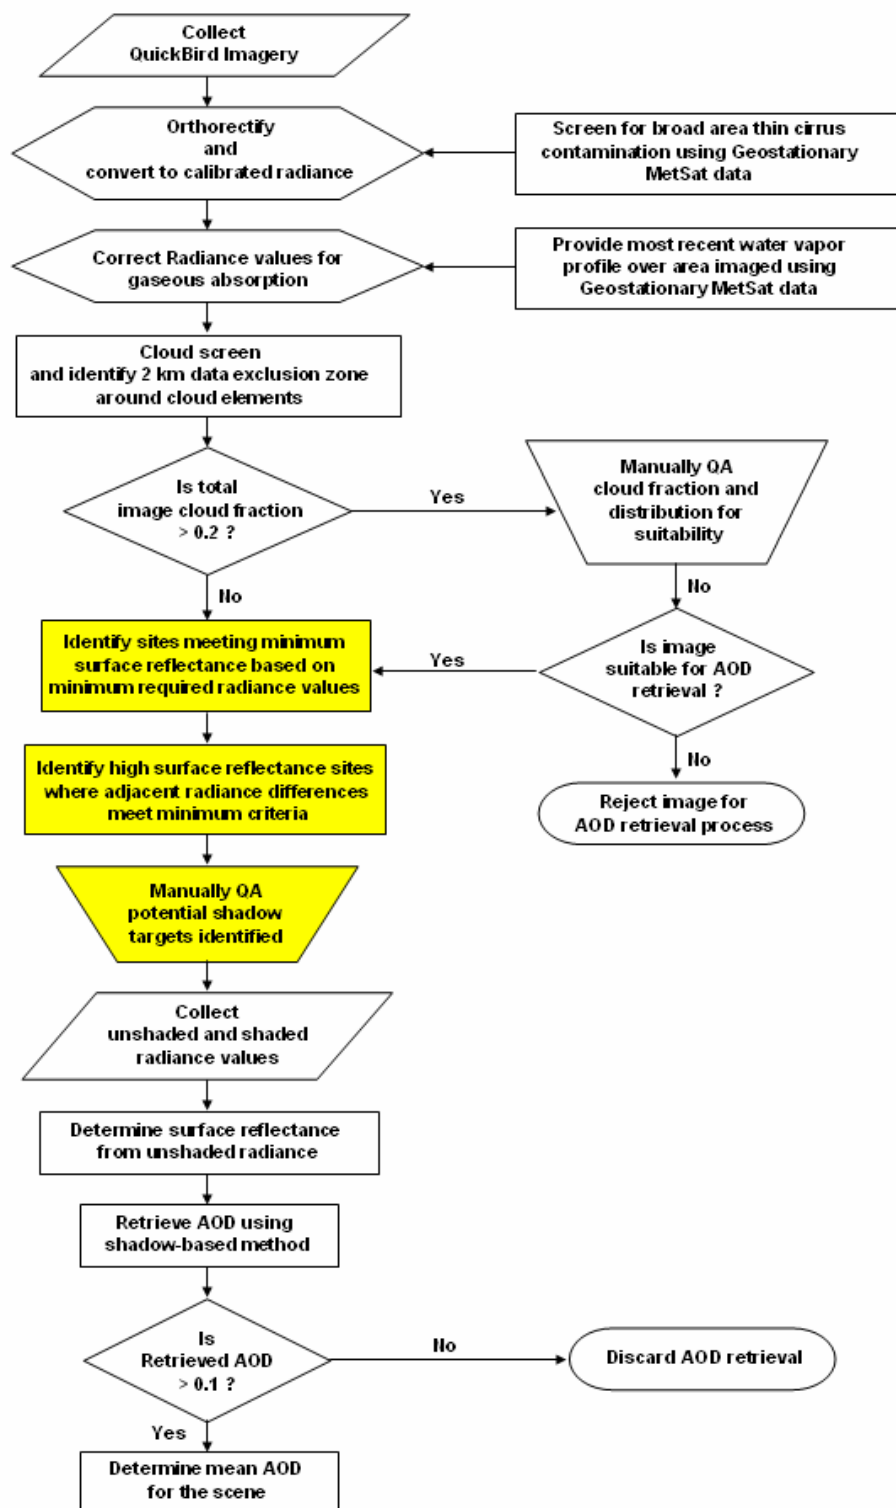 Collect
QuickBird Imagery
Orthorectify
and
convert to calibrated radiance
Screen for broad area thin cirrus
contamination using Geostationary
MetSat data
Correct Radiance values for
gaseous absorption
Provide most recent water vapor
profile over area imaged using
Geostationary MetSat data
Cloud screen
and identify 2 km data exclusion zone
around cloud elements
Is total
image cloud fraction
> 0.2 ?
Yes
Manually QA
cloud fraction and
distribution for
suitability
No
No
Identify sites meeting minimum
surface reflectance based on
minimum required radiance values
Yes
Is image
suitable for AOD
retrieval ?
No
Identify high surface reflectance sites
where adjacent radiance differences
meet minimum criteria
Reject image for
AOD retrieval process
Manually QA
potential shadow
targets identified
Collect
unshaded and shaded
radiance values
Determine surface reflectance
from unshaded radiance
Retrieve AOD using
shadow-based method
Is
Retrieved AOD
> 0.1 ?
No
Discard AOD retrieval
Yes
Determine mean AOD
for the scene